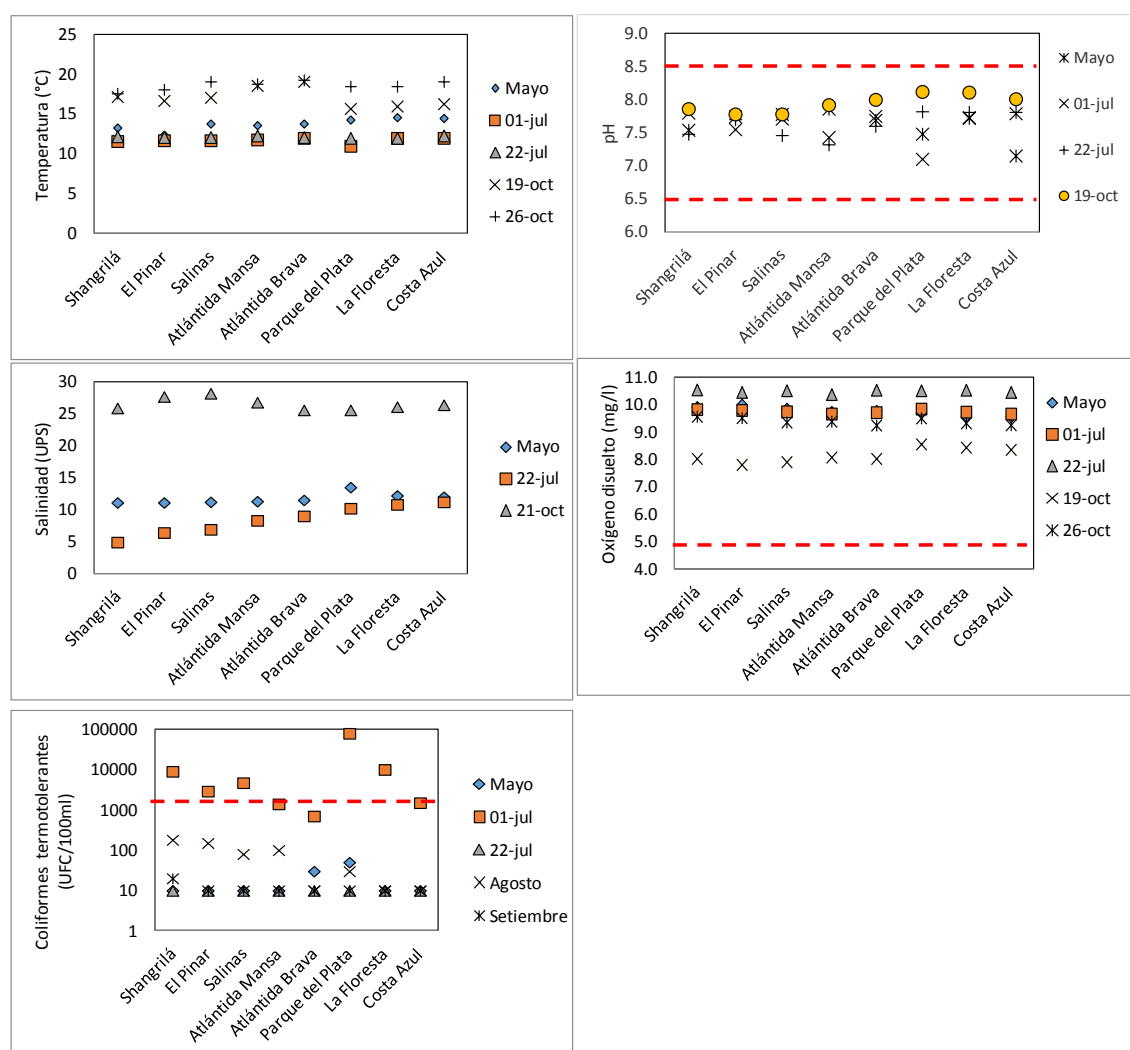 Temperatura (°C)
25
20
15
10
5
0
Shangrilá
El Pinar
Salinas
Atlántida Mansa
Atlántida Brava
Parque del Plata
La Floresta
Costa Azul
Mayo
01-jul
22-jul
19-oct
26-oct
pH
9.0
8.5
8.0
7.5
7.0
6.5
6.0
Shangrilá
El Pinar
Salinas
Atlántida Mansa
Atlántida Brava
Parque del Plata
La Floresta
Costa Azul
Mayo
01-jul
22-jul
19-oct
Salinidad (UPS)
30
25
20
15
10
5
0
Shangrilá
El Pinar
Salinas
Atlántida Mansa
Atlántida Brava
Parque del Plata
La Floresta
Costa Azul
Mayo
22-jul
21-oct
Oxígeno disuelto (mg/l)
11.0
10.0
9.0
8.0
7.0
6.0
5.0
4.0
Shangrilá
El Pinar
Salinas
Atlántida Mansa
Atlántida Brava
Parque del Plata
La Floresta
Costa Azul
Mayo
01-jul
22-jul
19-oct
26-oct
Coliformes termotolerantes
(UFC/100ml)
100000
10000
1000
100
10
1
Shangrilá
El Pinar
Salinas
Atlántida Mansa
Atlántida Brava
Parque del Plata
La Floresta
Costa Azul
Mayo
01-jul
22-jul
Agosto
Setiembre